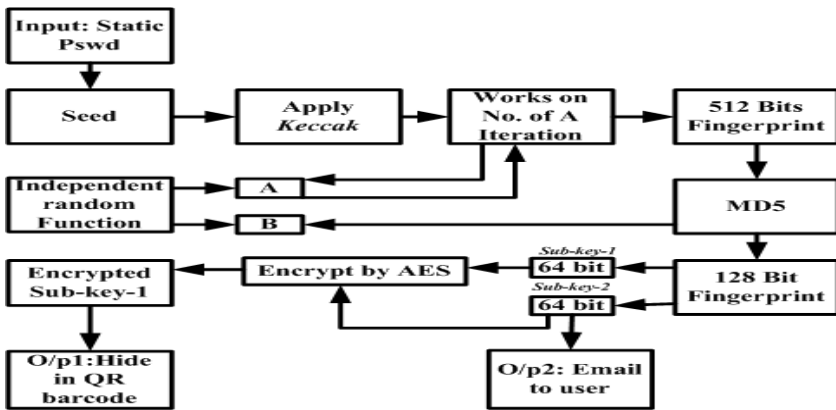 Input: Static
Pswd
Seed
Apply
Keccak
Works on
No. of A
Iteration
512 Bits
Fingerprint
Independent
random
Function
A
B
MD5
Sub-key-1
64 bit
Sub-key-2
64 bit
Encrypt by AES
Encrypted
Sub-key-1
128 Bit
Fingerprint
O/p1:Hide
in QR
barcode
O/p2: Email
to user